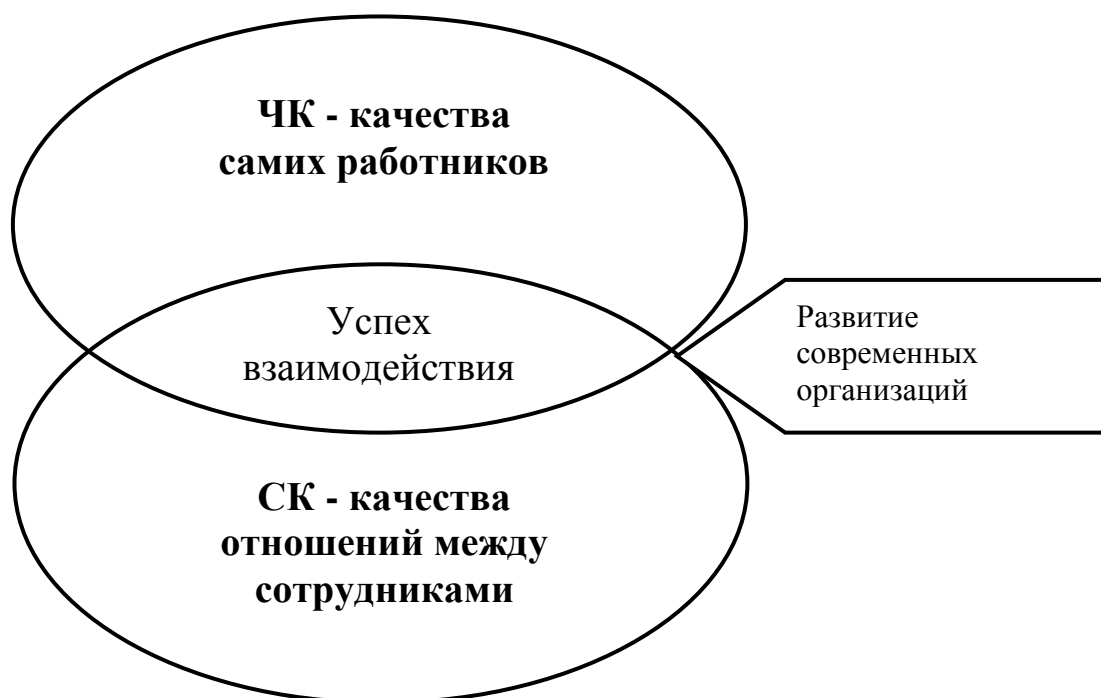 ЧК - качества
самих работников
Успех
взаимодействия
Развитие
современных
организаций
СК - качества
отношений между
сотрудниками